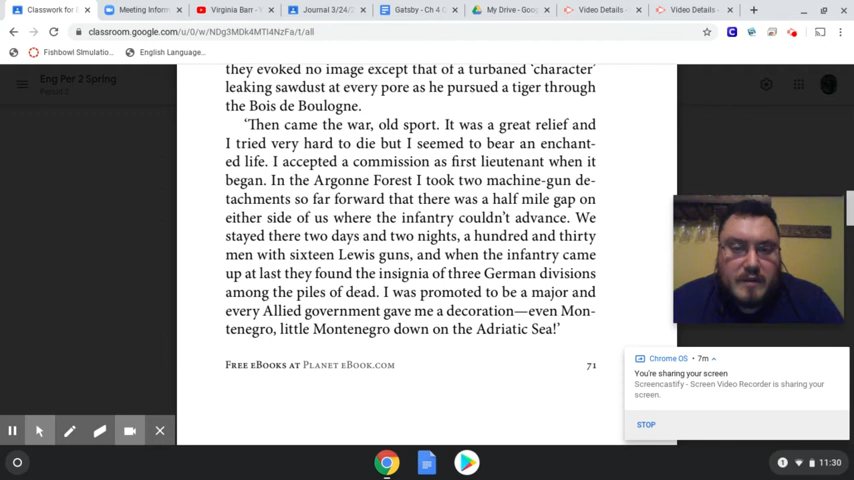 Classwork for E
Meeting Inform
Virginia Barr -
Journal 3/24/2
Gatsby - Ch 4 C
My Drive - Goog
Video Details -
Video Details -
classroom.google.com/u/0/w/NDg3MDk4MTI4NzFa/t/all
Fishbowl SImulatio...
English Language...
Eng Per 2 Spring
Period 2
they evoked no image except that of a turbaned ‘character’
leaking sawdust at every pore as he pursued a tiger through
the Bois de Boulogne.
‘Then came the war, old sport. It was a great relief and
I tried very hard to die but I seemed to bear an enchant-
ed life. I accepted a commission as first lieutenant when it
began. In the Argonne Forest I took two machine-gun de-
tachments so far forward that there was a half mile gap on
either side of us where the infantry couldn’t advance. We
stayed there two days and two nights, a hundred and thirty
men with sixteen Lewis guns, and when the infantry came
up at last they found the insignia of three German divisions
among the piles of dead. I was promoted to be a major and
every Allied government gave me a decoration—even Mon-
tenegro, little Montenegro down on the Adriatic Sea!’
Free eBooks at Planet eBook.com
71
Chrome OS • 7m
You're sharing your screen
Screencastify - Screen Video Recorder is sharing your
screen.
STOP
1
11:30